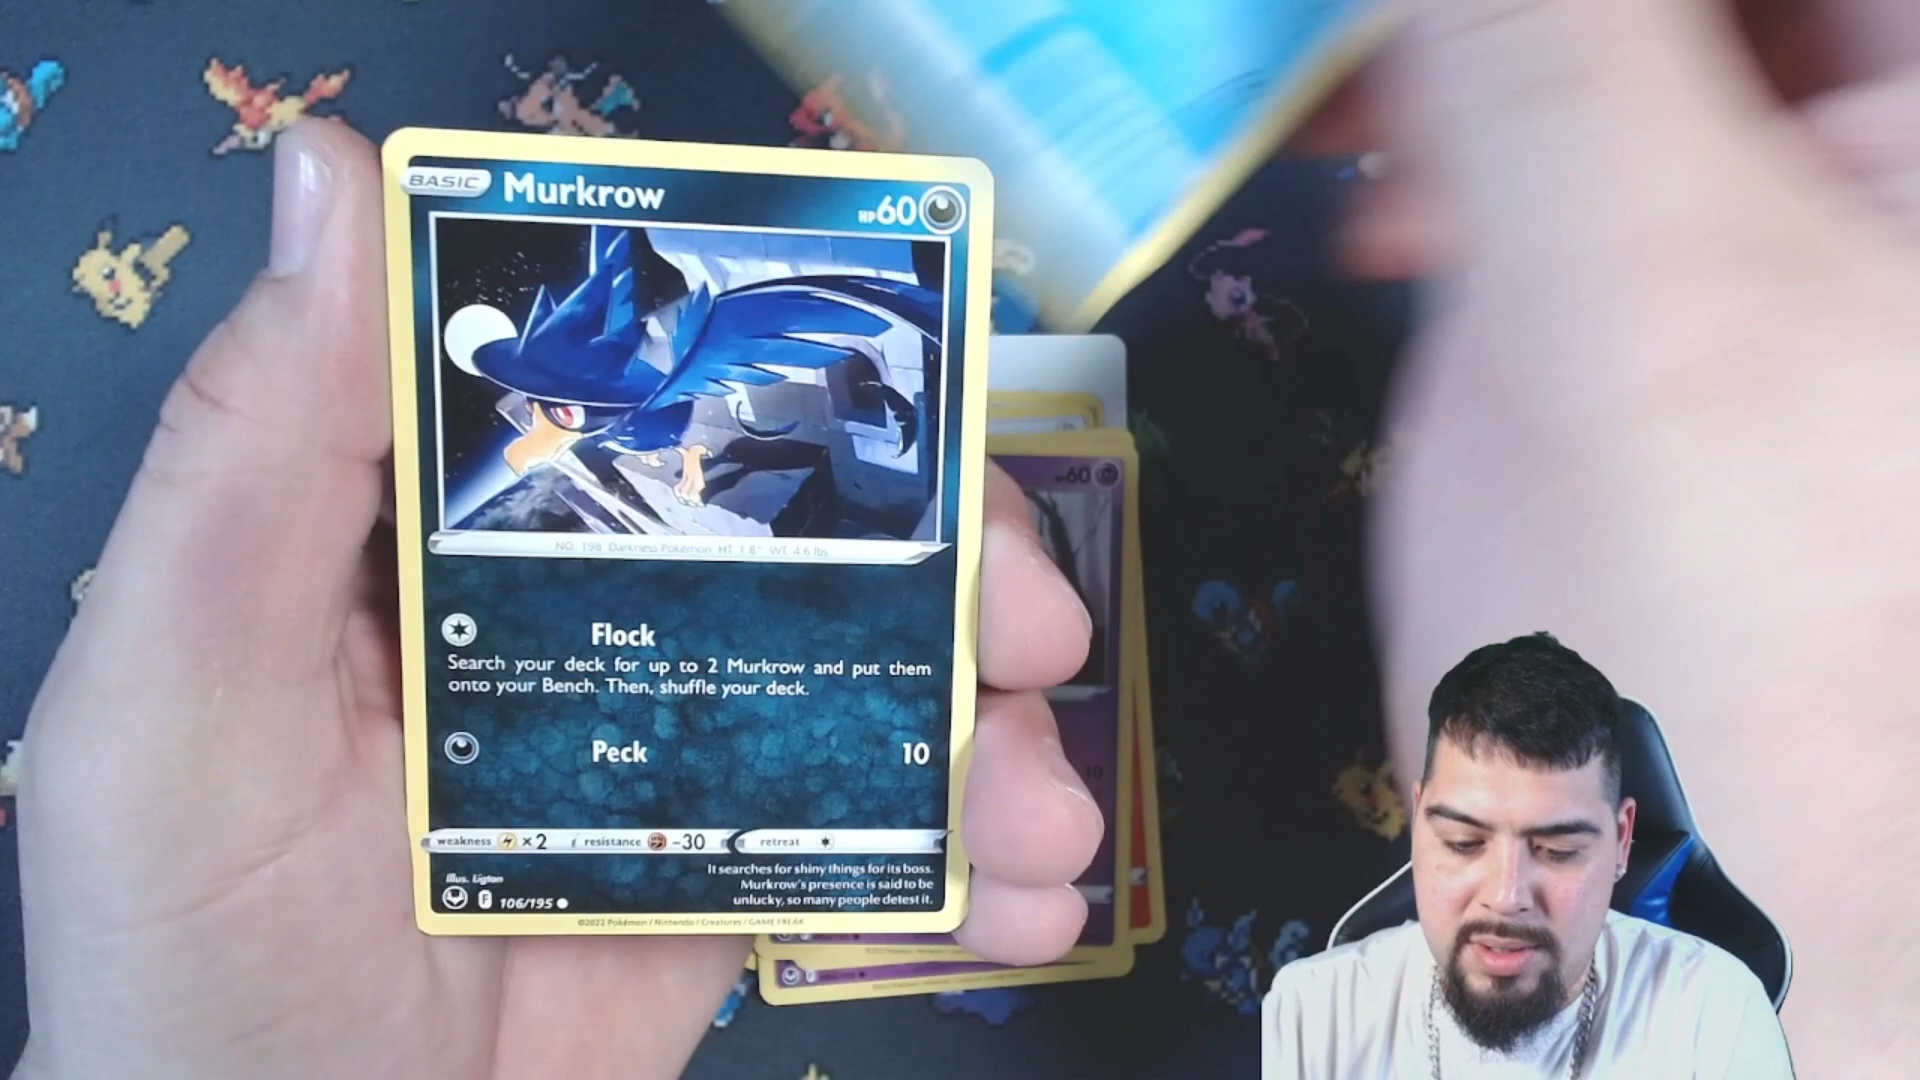 BASIC Murkrow HP60
NO. 198 Darkness Pokémon HT 1'8" WT 4.6 lbs
Flock
Search your deck for up to 2 Murkrow and put them
onto your Bench. Then, shuffle your deck.
Peck 10
weakness ×2 resistance -30 retreat
It searches for shiny things for its boss.
Murkrow's presence is said to be
unlucky, so many people detest it.
Illus. Ligton
F 106/195
©2022 Pokémon / Nintendo / Creatures / GAME FREAK
60
10